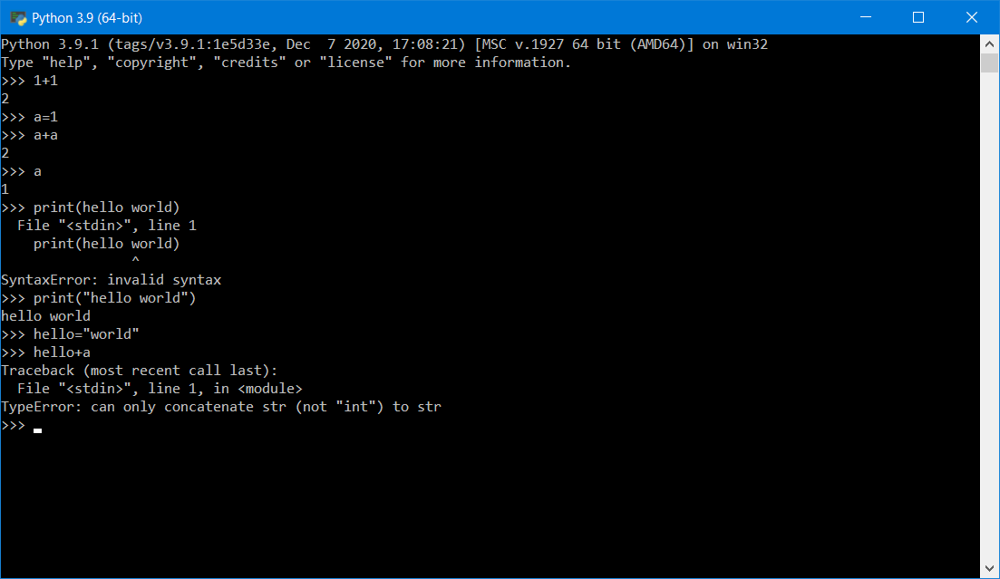 Python 3.9 (64-bit)
Python 3.9.1 (tags/v3.9.1:1e5d33e, Dec  7 2020, 17:08:21) [MSC v.1927 64 bit (AMD64)] on win32
Type "help", "copyright", "credits" or "license" for more information.
>>> 1+1
2
>>> a=1
>>> a+a
2
>>> a
1
>>> print(hello world)
  File "<stdin>", line 1
    print(hello world)
                ^
SyntaxError: invalid syntax
>>> print("hello world")
hello world
>>> hello="world"
>>> hello+a
Traceback (most recent call last):
  File "<stdin>", line 1, in <module>
TypeError: can only concatenate str (not "int") to str
>>>